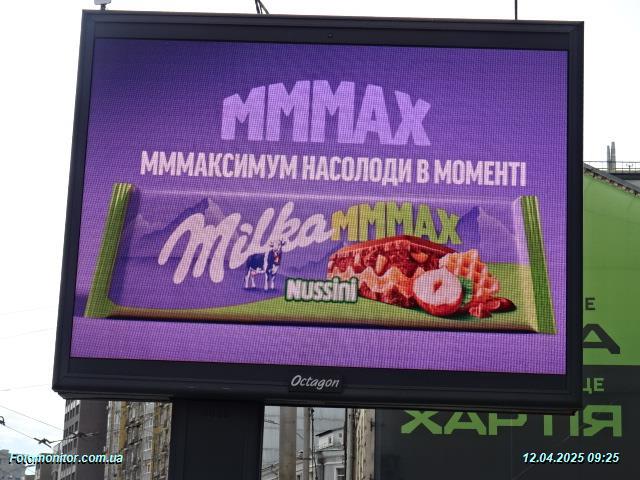 MMMAX
МММАКСИМУМ НАСОЛОДИ В МОМЕНТІ
Milka MMMAX
Nussini
Octagon
ХАРТІЯ
Fotomonitor.com.ua
12.04.2025 09:25